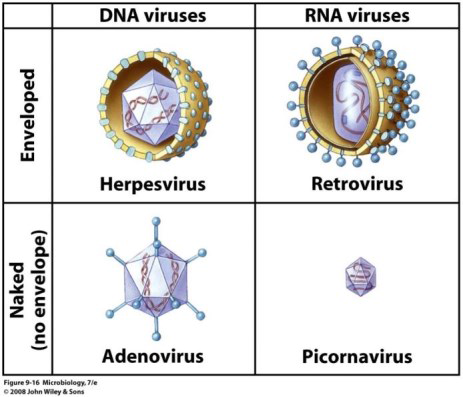 DNA viruses
RNA viruses
Enveloped
Herpesvirus
Retrovirus
Naked
(no envelope)
Adenovirus
Picornavirus
Figure 9-16 Microbiology, 7/e
© 2008 John Wiley & Sons